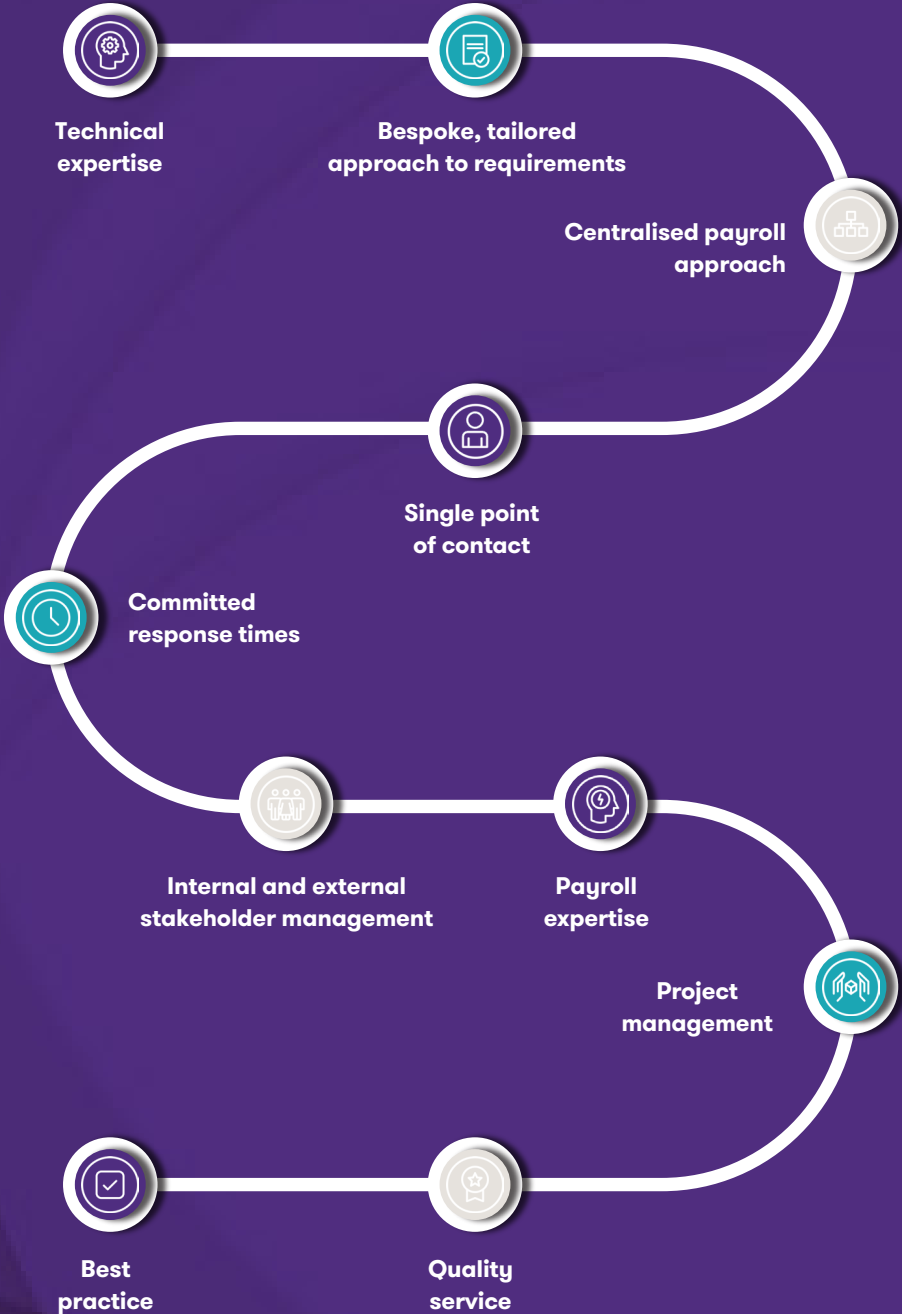 Technical
expertise
Bespoke, tailored
approach to requirements
Centralised payroll
approach
Single point
of contact
Committed
response times
Internal and external
stakeholder management
Payroll
expertise
Project
management
Best
practice
Quality
service